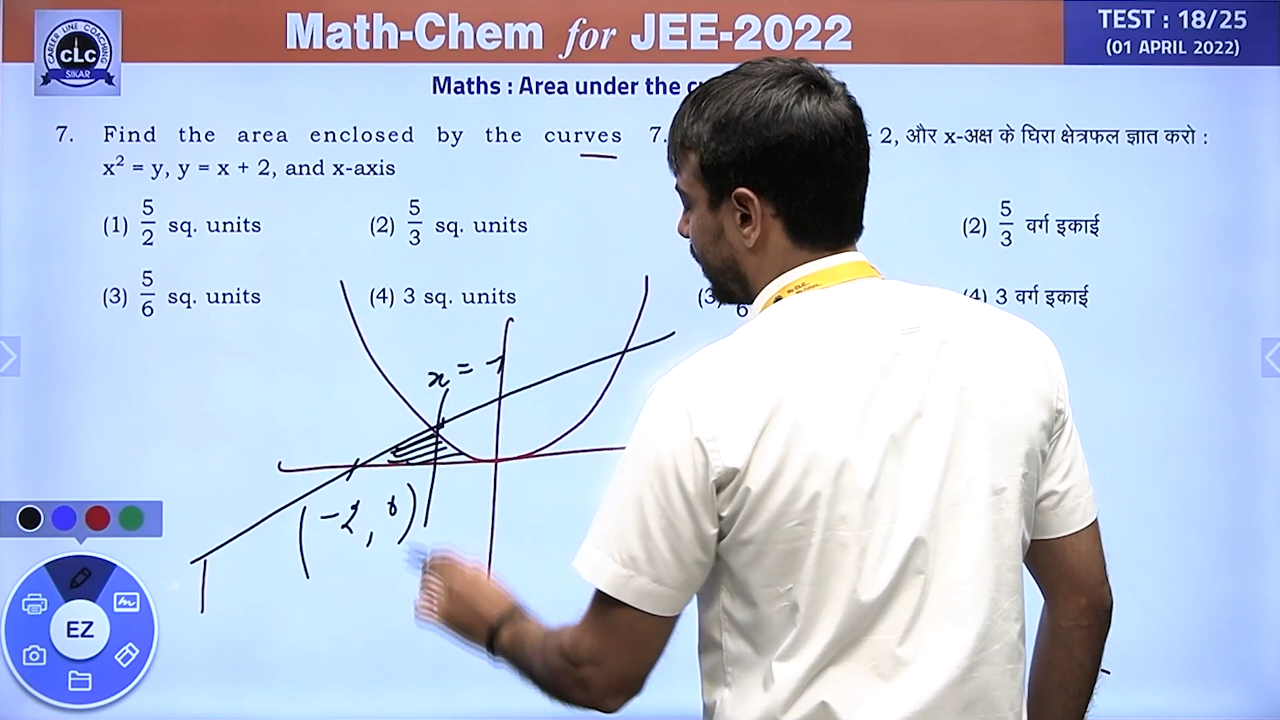 CAREER LINE COACHING
CLC
SIKAR
Math-Chem for JEE-2022
TEST : 18/25
(01 APRIL 2022)
Maths : Area under the
7. Find the area enclosed by the curves
x² = y, y = x + 2, and x-axis
(1) 5/2 sq. units (2) 5/3 sq. units
(3) 5/6 sq. units (4) 3 sq. units
7. 2, और x-अक्ष के घिरा क्षेत्रफल ज्ञात करो :
(2) 5/3 वर्ग इकाई
(3) 6 (4) 3 वर्ग इकाई
x = -1
(-2, 0)
EZ